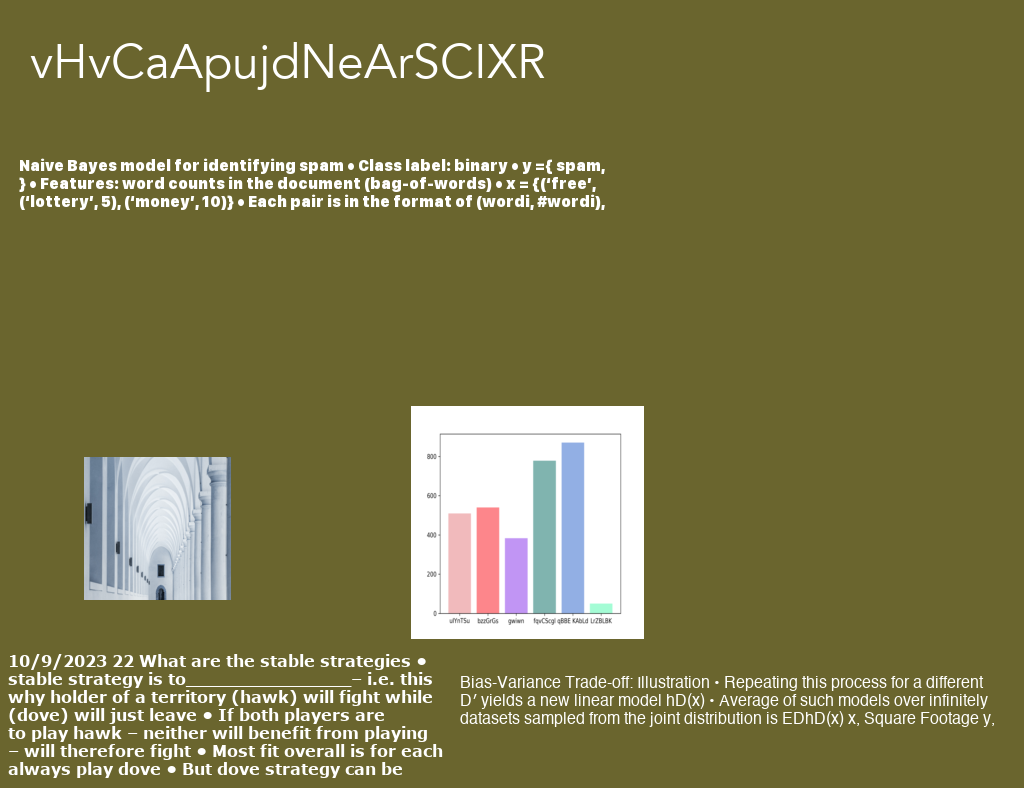 vHvCaApujdNeArSCIXR
Naive Bayes model for identifying spam • Class label: binary • y ={ spam,
} • Features: word counts in the document (bag-of-words) • x = {(‘free’,
(‘lottery’, 5), (‘money’, 10)} • Each pair is in the format of (wordi, #wordi),
800
600
400
200
0
ulYnTSu bzzGrGs gwiwn fqvCScgl qBBE KAbLd LrZBLBK
10/9/2023 22 What are the stable strategies •
stable strategy is to____________________– i.e. this
why holder of a territory (hawk) will fight while
(dove) will just leave • If both players are
to play hawk – neither will benefit from playing
– will therefore fight • Most fit overall is for each
always play dove • But dove strategy can be
Bias-Variance Trade-off: Illustration • Repeating this process for a different
D′ yields a new linear model hD(x) • Average of such models over infinitely
datasets sampled from the joint distribution is EDhD(x) x, Square Footage y,